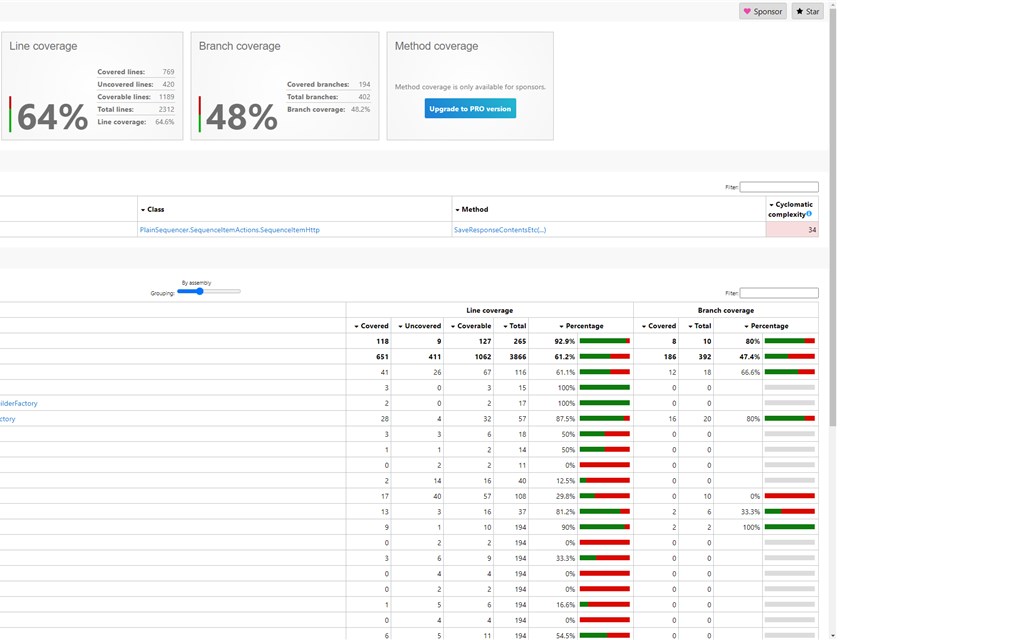 Sponsor Star
Line coverage
Covered lines: 769
Uncovered lines: 420
Coverable lines: 1189
Total lines: 2312
Line coverage: 64.6%
64%
Branch coverage
Covered branches: 194
Total branches: 402
Branch coverage: 48.2%
48%
Method coverage
Method coverage is only available for sponsors.
Upgrade to PRO version
Filter:
Class Method Cyclomatic
complexity
PlainSequencer.SequenceItemActions.SequenceItemHttp SaveResponseContentsEtc(...) 34
By assembly
Grouping:
Filter:
Line coverage Branch coverage
Covered Uncovered Coverable Total Percentage Covered Total Percentage
118 9 127 265 92.9% 8 10 80%
651 411 1062 3866 61.2% 186 392 47.4%
41 26 67 116 61.1% 12 18 66.6%
3 0 3 15 100% 0 0
ilderFactory 2 0 2 17 100% 0 0
ctory 28 4 32 57 87.5% 16 20 80%
3 3 6 18 50% 0 0
1 1 2 14 50% 0 0
0 2 2 11 0% 0 0
2 14 16 40 12.5% 0 0
17 40 57 108 29.8% 0 10 0%
13 3 16 37 81.2% 2 6 33.3%
9 1 10 194 90% 2 2 100%
0 2 2 194 0% 0 0
3 6 9 194 33.3% 0 0
0 4 4 194 0% 0 0
0 2 2 194 0% 0 0
1 5 6 194 16.6% 0 0
0 4 4 194 0% 0 0
6 5 11 194 54.5% 0 0